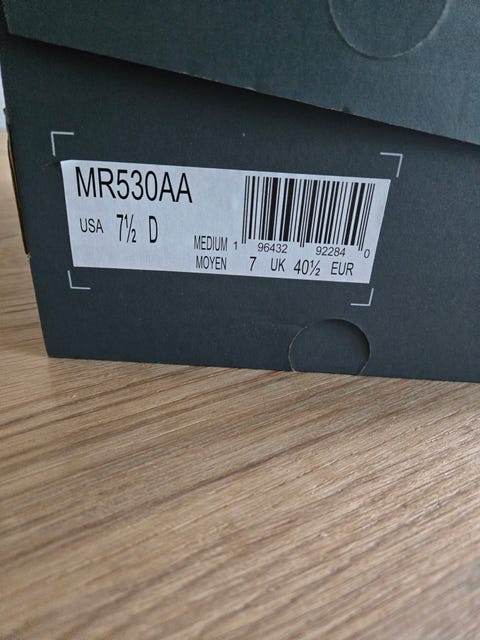 MR530AA
USA 7½ D
MEDIUM 1 96432 92284 0
MOYEN 7 UK 40½ EUR